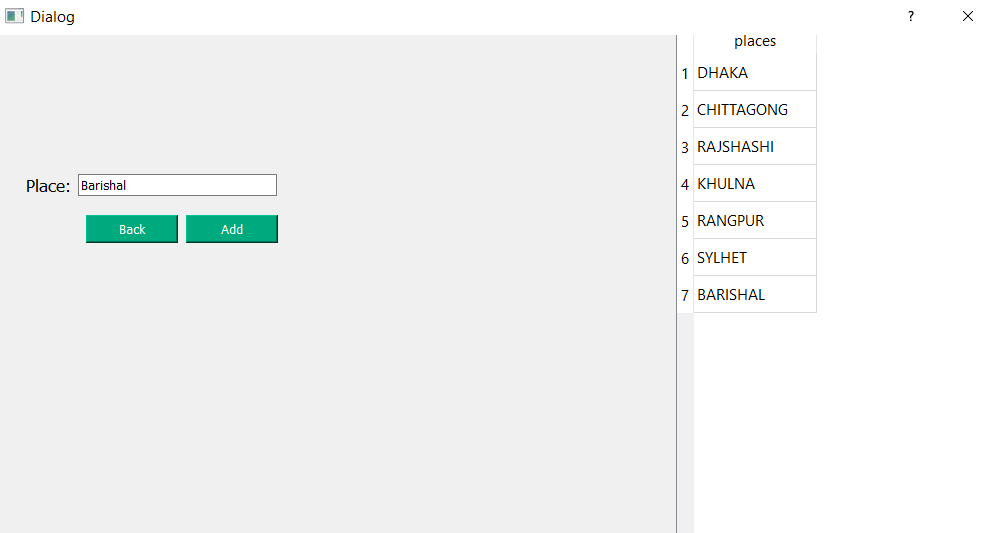 Dialog
?
Place: Barishal
Back Add
places
1 DHAKA
2 CHITTAGONG
3 RAJSHASHI
4 KHULNA
5 RANGPUR
6 SYLHET
7 BARISHAL